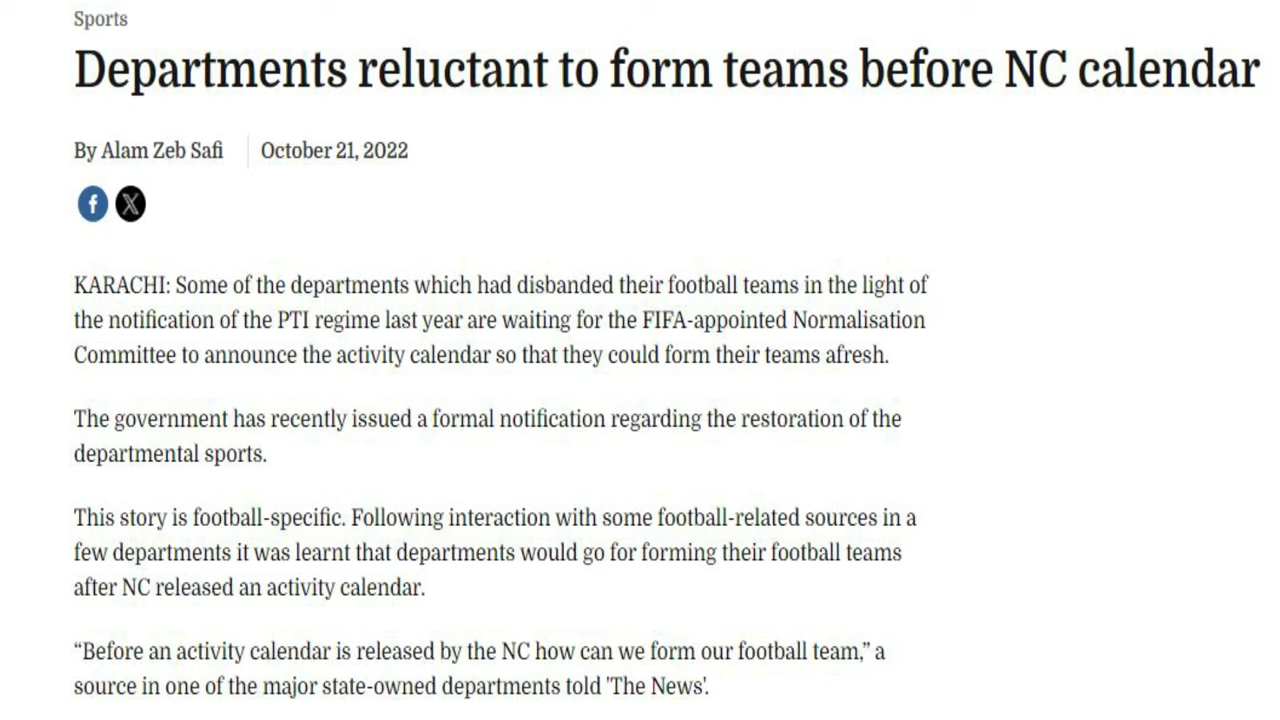 Sports
Departments reluctant to form teams before NC calendar
By Alam Zeb Safi
October 21, 2022
KARACHI: Some of the departments which had disbanded their football teams in the light of
the notification of the PTI regime last year are waiting for the FIFA-appointed Normalisation
Committee to announce the activity calendar so that they could form their teams afresh.
The government has recently issued a formal notification regarding the restoration of the
departmental sports.
This story is football-specific. Following interaction with some football-related sources in a
few departments it was learnt that departments would go for forming their football teams
after NC released an activity calendar.
“Before an activity calendar is released by the NC how can we form our football team,” a
source in one of the major state-owned departments told 'The News'.